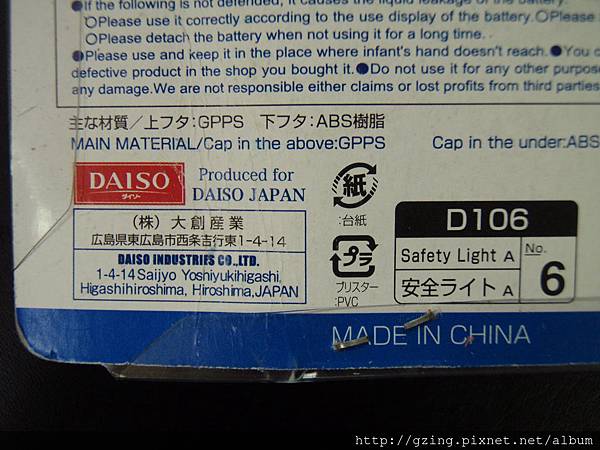 ●If the following is not defended, it causes the liquid leakage of the battery.
○Please use it correctly according to the use display of the battery.○Please
○Please detach the battery when not using it for a long time.
●Please use and keep it in the place where infant's hand doesn't reach.●You c
defective product in the shop you bought it.●Do not use it for any other purpose
any damage.We are not responsible either claims or lost profits from third parties
主な材質／上フタ:GPPS 下フタ:ABS樹脂
MAIN MATERIAL/Cap in the above:GPPS Cap in the under:ABS
DAISO
ダイソー
Produced for
DAISO JAPAN
(株) 大創産業
広島県東広島市西条吉行東1-4-14
DAISO INDUSTRIES CO.,LTD.
1-4-14 Saijyo Yoshiyukihigashi,
Higashihiroshima, Hiroshima,JAPAN
紙
:台紙
プラ
ブリスター
:PVC
D106
Safety Light A
安全ライト A
No.
6
MADE IN CHINA
http://gzing.pixnet.net/album